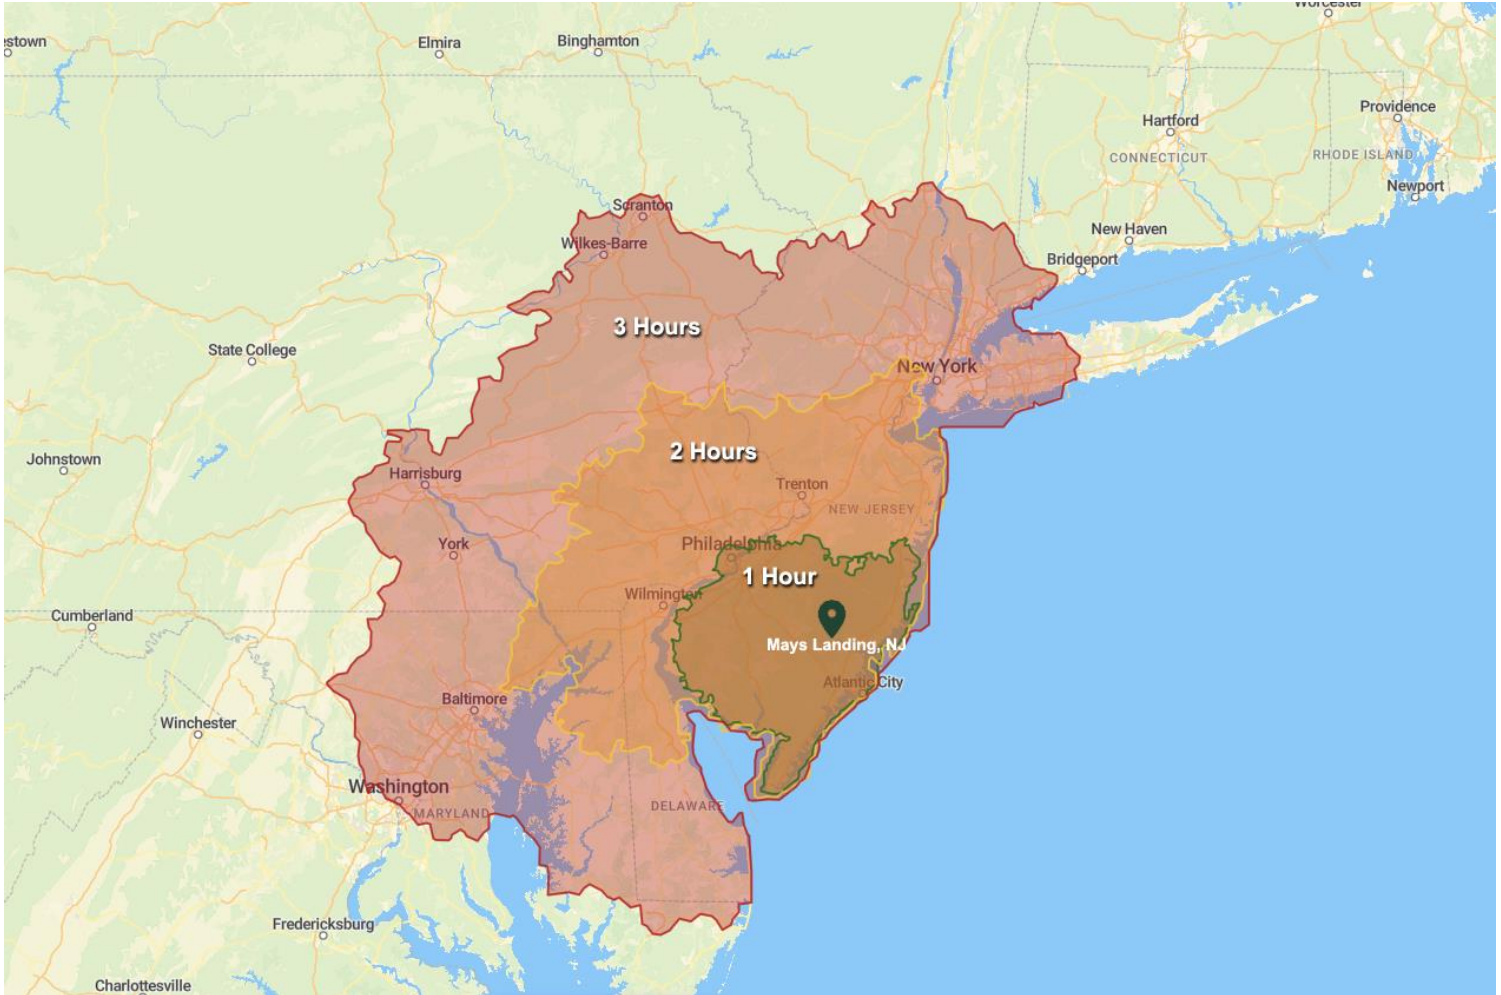 Worcester
estown
Elmira
Binghamton
Providence
Hartford
CONNECTICUT
RHODE ISLAND
Newport
Scranton
New Haven
Wilkes-Barre
Bridgeport
3 Hours
State College
New York
2 Hours
Johnstown
Harrisburg
Trenton
NEW JERSEY
York
Philadelphia
1 Hour
Wilmington
Cumberland
Mays Landing, NJ
Atlantic City
Baltimore
Winchester
Washington
MARYLAND
DELAWARE
Fredericksburg
Charlottesville